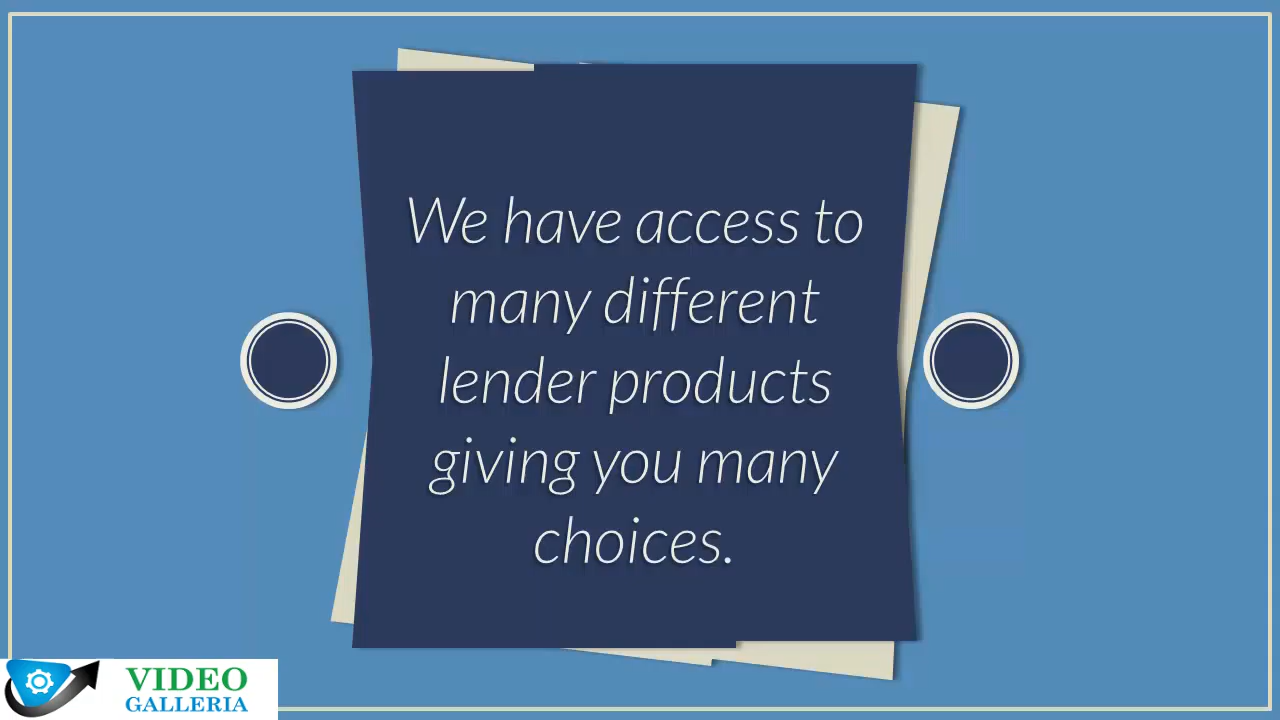 We have access to
many different
lender products
giving you many
choices.
VIDEO
GALLERIA